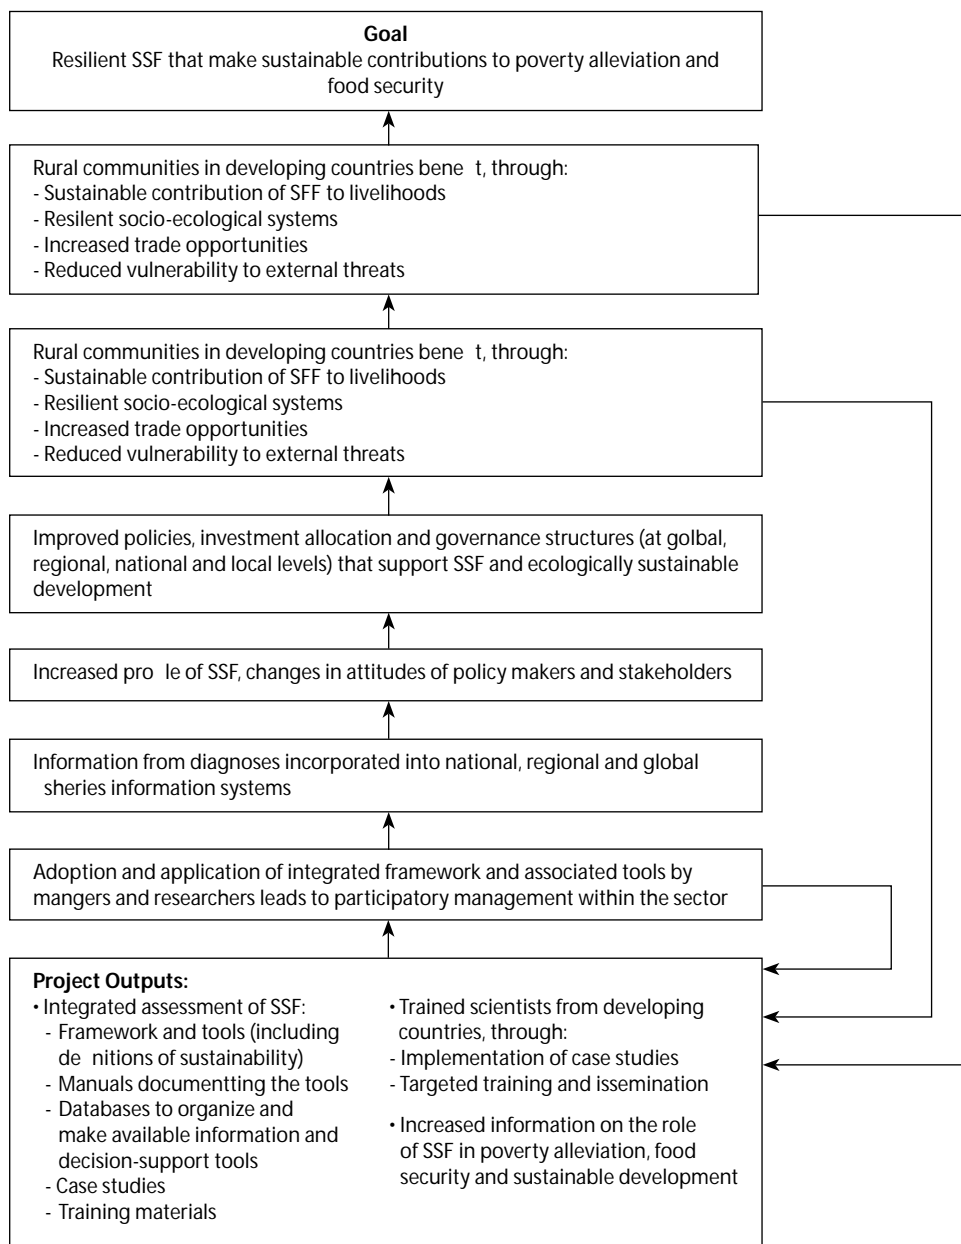 Goal
Resilient SSF that make sustainable contributions to poverty alleviation and
food security
Rural communities in developing countries bene t, through:
- Sustainable contribution of SFF to livelihoods
- Resilent socio-ecological systems
- Increased trade opportunities
- Reduced vulnerability to external threats
Rural communities in developing countries bene t, through:
- Sustainable contribution of SFF to livelihoods
- Resilient socio-ecological systems
- Increased trade opportunities
- Reduced vulnerability to external threats
Improved policies, investment allocation and governance structures (at golbal,
regional, national and local levels) that support SSF and ecologically sustainable
development
Increased pro le of SSF, changes in attitudes of policy makers and stakeholders
Information from diagnoses incorporated into national, regional and global
sheries information systems
Adoption and application of integrated framework and associated tools by
mangers and researchers leads to participatory management within the sector
Project Outputs:
• Integrated assessment of SSF:
- Framework and tools (including
de nitions of sustainability)
- Manuals documentting the tools
- Databases to organize and
make available information and
decision-support tools
- Case studies
- Training materials
• Trained scientists from developing
countries, through:
- Implementation of case studies
- Targeted training and issemination
• Increased information on the role
of SSF in poverty alleviation, food
security and sustainable development